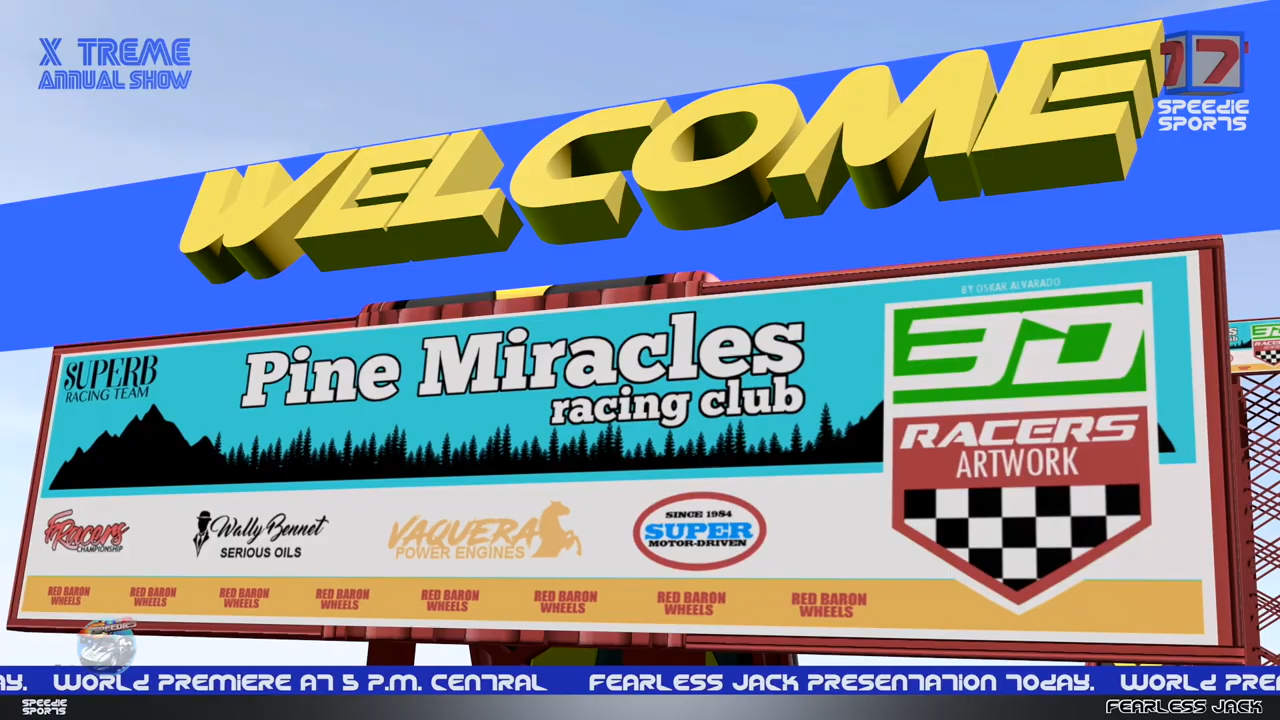 X TREME
ANNUAL SHOW
17
SPEEDIE
SPORTS
WELCOME
BY OSKAR ALVARADO
SUPERB
RACING TEAM
Pine Miracles
racing club
3D
RACERS
ARTWORK
Racers
CHAMPIONSHIP
Wally Bennet
SERIOUS OILS
VAQUERA
POWER ENGINES
SINCE 1984
SUPER
MOTOR-DRIVEN
RED BARON WHEELS
RED BARON WHEELS
RED BARON WHEELS
RED BARON WHEELS
RED BARON WHEELS
RED BARON WHEELS
RED BARON WHEELS
RED BARON WHEELS
AY. WORLD PREMIERE AT 5 P.M. CENTRAL FEARLESS JACK PRESENTATION TODAY. WORLD PREM
SPEEDIE
SPORTS
FEARLESS JACK